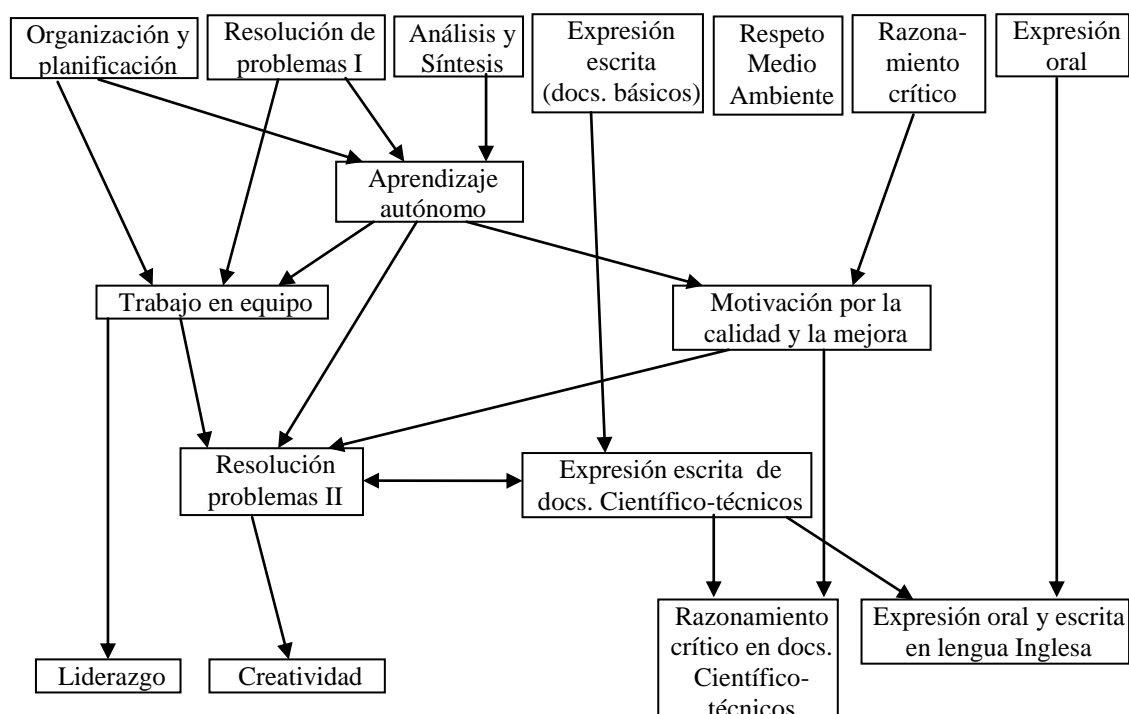 Organización y
planificación
Resolución de
problemas I
Análisis y
Síntesis
Expresión
escrita
(docs. básicos)
Respeto
Medio
Ambiente
Razona-
miento
crítico
Expresión
oral
Aprendizaje
autónomo
Trabajo en equipo
Motivación por la
calidad y la mejora
Resolución
problemas II
Expresión escrita de
docs. Científico-técnicos
Liderazgo
Creatividad
Razonamiento
crítico en docs.
Científico-
técnicos
Expresión oral y escrita
en lengua Inglesa